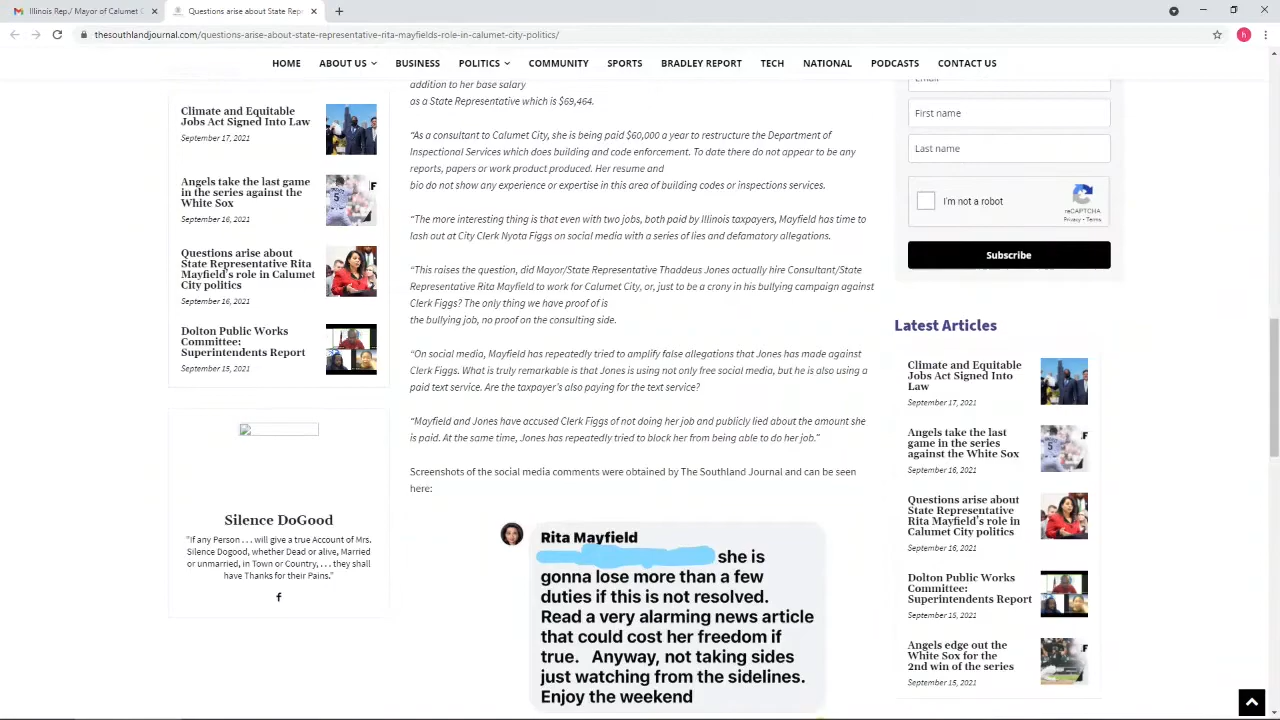 Illinois Rep./ Mayor of Calumet C
Questions arise about State Repr
thesouthlandjournal.com/questions-arise-about-state-representative-rita-mayfields-role-in-calumet-city-politics/
h
HOME ABOUT US BUSINESS POLITICS COMMUNITY SPORTS BRADLEY REPORT TECH NATIONAL PODCASTS CONTACT US
Climate and Equitable
Jobs Act Signed Into Law
September 17, 2021
Angels take the last game
in the series against the
White Sox
September 16, 2021
Questions arise about
State Representative Rita
Mayfield's role in Calumet
City politics
September 16, 2021
Dolton Public Works
Committee:
Superintendents Report
September 15, 2021
Silence DoGood
"If any Person . . . will give a true Account of Mrs.
Silence Dogood, whether Dead or alive, Married
or unmarried, in Town or Country, . . . they shall
have Thanks for their Pains."
addition to her base salary
as a State Representative which is $69,464.
“As a consultant to Calumet City, she is being paid $60,000 a year to restructure the Department of
Inspectional Services which does building and code enforcement. To date there do not appear to be any
reports, papers or work product produced. Her resume and
bio do not show any experience or expertise in this area of building codes or inspections services.
“The more interesting thing is that even with two jobs, both paid by Illinois taxpayers, Mayfield has time to
lash out at City Clerk Nyota Figgs on social media with a series of lies and defamatory allegations.
“This raises the question, did Mayor/State Representative Thaddeus Jones actually hire Consultant/State
Representative Rita Mayfield to work for Calumet City, or, just to be a crony in his bullying campaign against
Clerk Figgs? The only thing we have proof of is
the bullying job, no proof on the consulting side.
“On social media, Mayfield has repeatedly tried to amplify false allegations that Jones has made against
Clerk Figgs. What is truly remarkable is that Jones is using not only free social media, but he is also using a
paid text service. Are the taxpayer’s also paying for the text service?
“Mayfield and Jones have accused Clerk Figgs of not doing her job and publicly lied about the amount she
is paid. At the same time, Jones has repeatedly tried to block her from being able to do her job.”
Screenshots of the social media comments were obtained by The Southland Journal and can be seen
here:
Rita Mayfield
she is
gonna lose more than a few
duties if this is not resolved.
Read a very alarming news article
that could cost her freedom if
true. Anyway, not taking sides
just watching from the sidelines.
Enjoy the weekend
Email
First name
Last name
I'm not a robot
reCAPTCHA
Privacy - Terms
Subscribe
Latest Articles
Climate and Equitable
Jobs Act Signed Into
Law
September 17, 2021
Angels take the last
game in the series
against the White Sox
September 16, 2021
Questions arise about
State Representative Rita
Mayfield's role in
Calumet City politics
September 16, 2021
Dolton Public Works
Committee:
Superintendents Report
September 15, 2021
Angels edge out the
White Sox for the
2nd win of the series
September 15, 2021